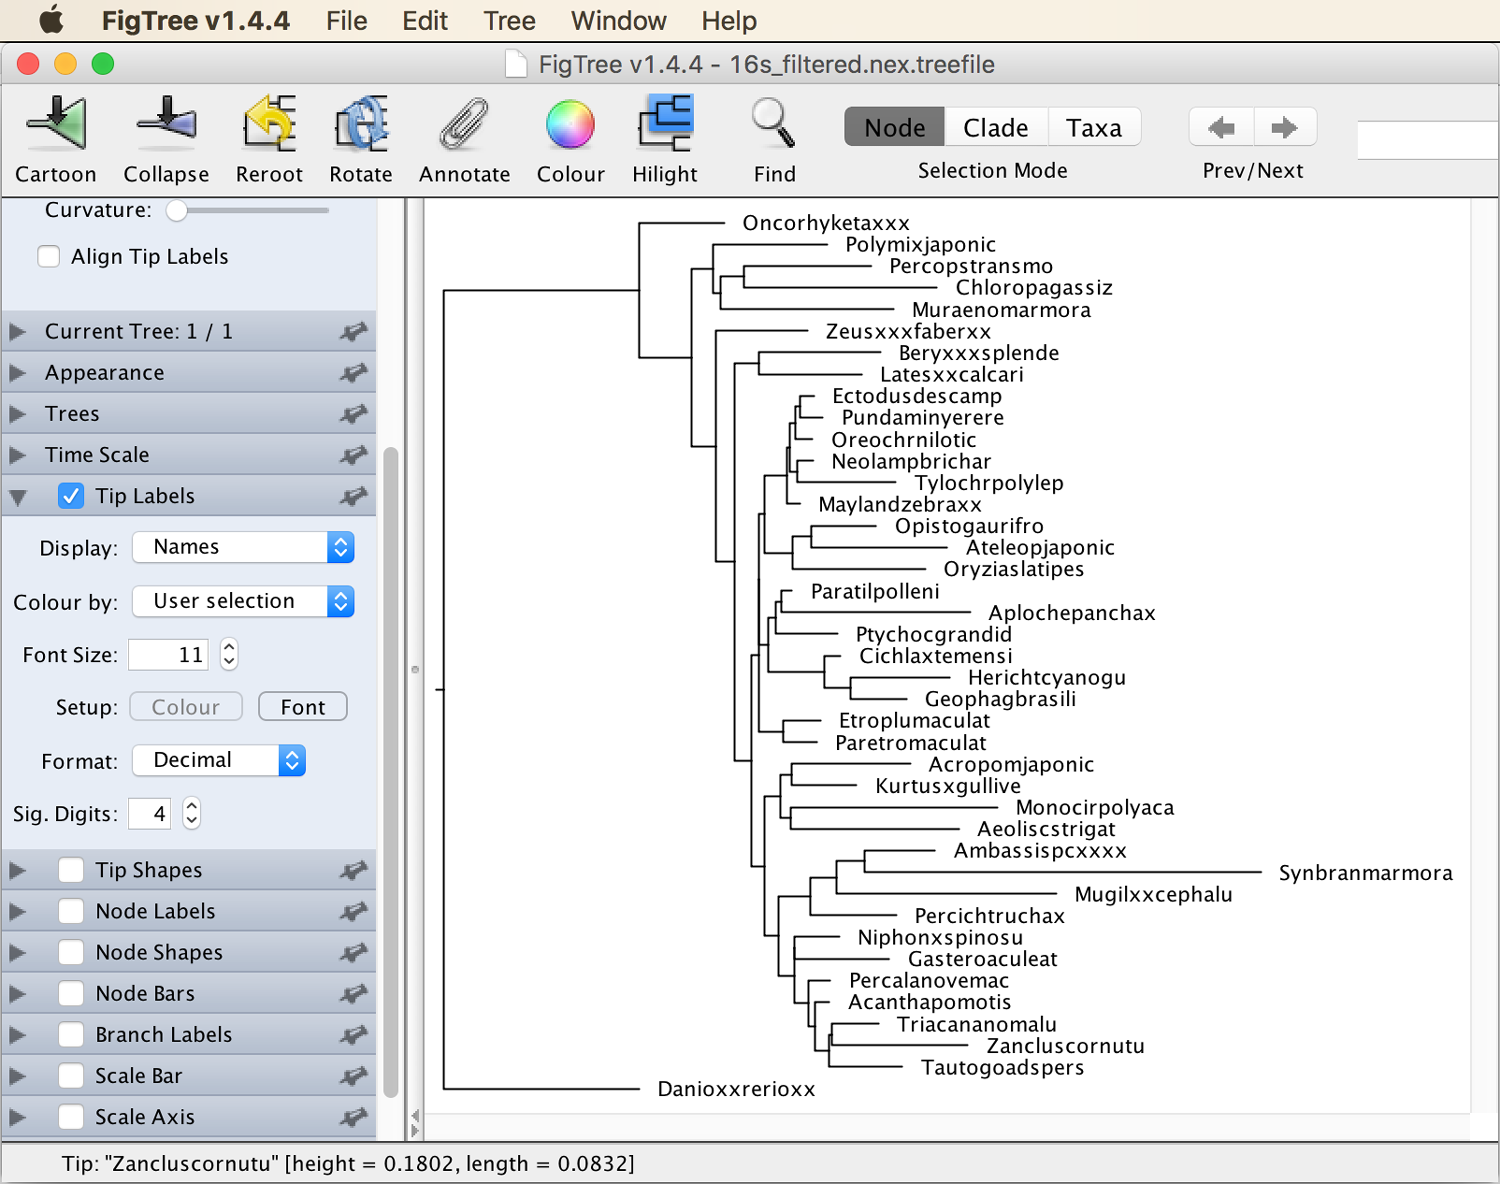 FigTree v1.4.4 File Edit Tree Window Help
FigTree v1.4.4 - 16s_filtered.nex.treefile
Cartoon Collapse Reroot Rotate Annotate Colour Hilight Find
Node Clade Taxa
Selection Mode
Prev/Next
Curvature:
Align Tip Labels
Current Tree: 1 / 1
Appearance
Trees
Time Scale
Tip Labels
Display: Names
Colour by: User selection
Font Size: 11
Setup: Colour Font
Format: Decimal
Sig. Digits: 4
Tip Shapes
Node Labels
Node Shapes
Node Bars
Branch Labels
Scale Bar
Scale Axis
Oncorhyketaxxx
Polymixjaponic
Percopstransmo
Chloropagassiz
Muraenomarmora
Zeusxxxfaberxx
Beryxxxsplende
Latesxxcalcari
Ectodusdescamp
Pundaminyerere
Oreochrnilotic
Neolampbrichar
Tylochrpolylep
Maylandzebraxx
Opistogaurifro
Ateleopjaponic
Oryziaslatipes
Paratilpolleni
Aplochepanchax
Ptychocgrandid
Cichlaxtemensi
Herichtcyanogu
Geophagbrasili
Etroplumaculat
Paretromaculat
Acropomjaponic
Kurtusxgullive
Monocirpolyaca
Aeoliscstrigat
Ambassispcxxxx
Synbranmarmora
Mugilxxcephalu
Percichtruchax
Niphonxspinosu
Gasteroaculeat
Percalanovemac
Acanthapomotis
Triacananomalu
Zancluscornutu
Tautogoadspers
Danioxxrerioxx
Tip: "Zancluscornutu" [height = 0.1802, length = 0.0832]